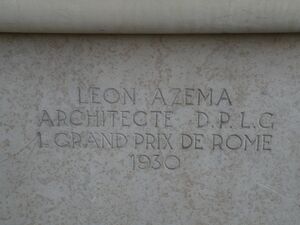 LEON AZEMA
ARCHITECTE D.P.L.G
1. GRAND PRIX DE ROME
1930